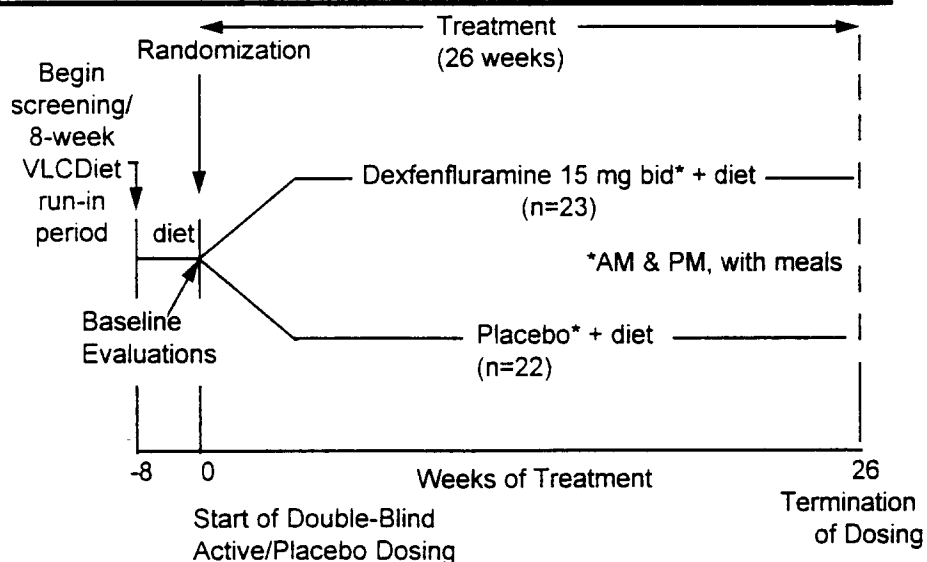 Treatment
(26 weeks)
Randomization
Begin
screening/
8-week
VLCDiet
run-in
period
diet
Dexfenfluramine 15 mg bid* + diet
(n=23)
*AM & PM, with meals
Baseline
Evaluations
Placebo* + diet
(n=22)
-8
0
Weeks of Treatment
26
Start of Double-Blind
Active/Placebo Dosing
Termination
of Dosing